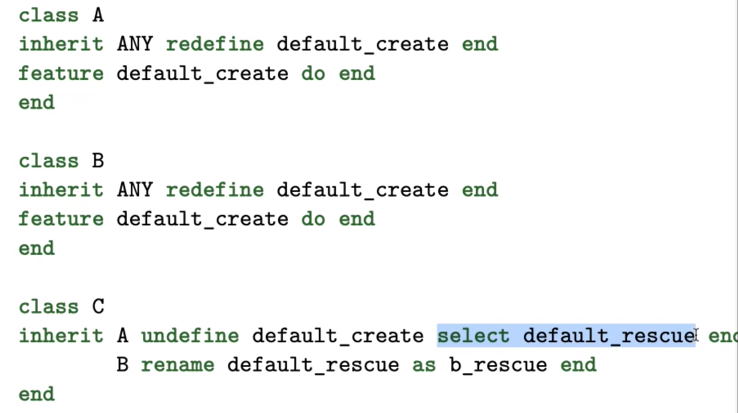 class A
inherit ANY redefine default_create end
feature default_create do end
end
class B
inherit ANY redefine default_create end
feature default_create do end
end
class C
inherit A undefine default_create select default_rescue end
B rename default_rescue as b_rescue end
end